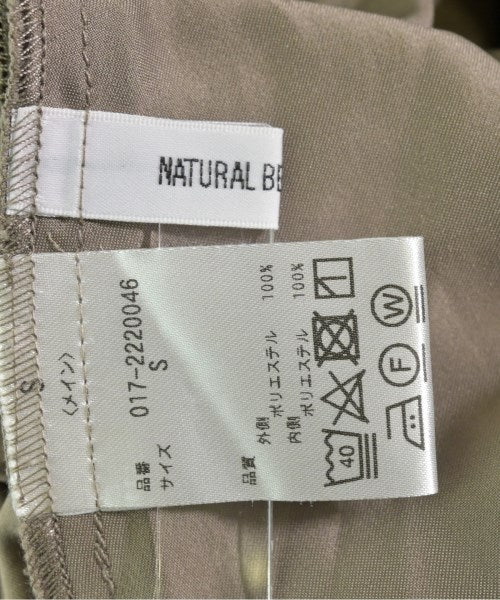 NATURAL BE
S
〈メイン〉
品番 017-2220046
サイズ S
品質 外側
ポリエステル 100%
内側
ポリエステル 100%
40
F
W